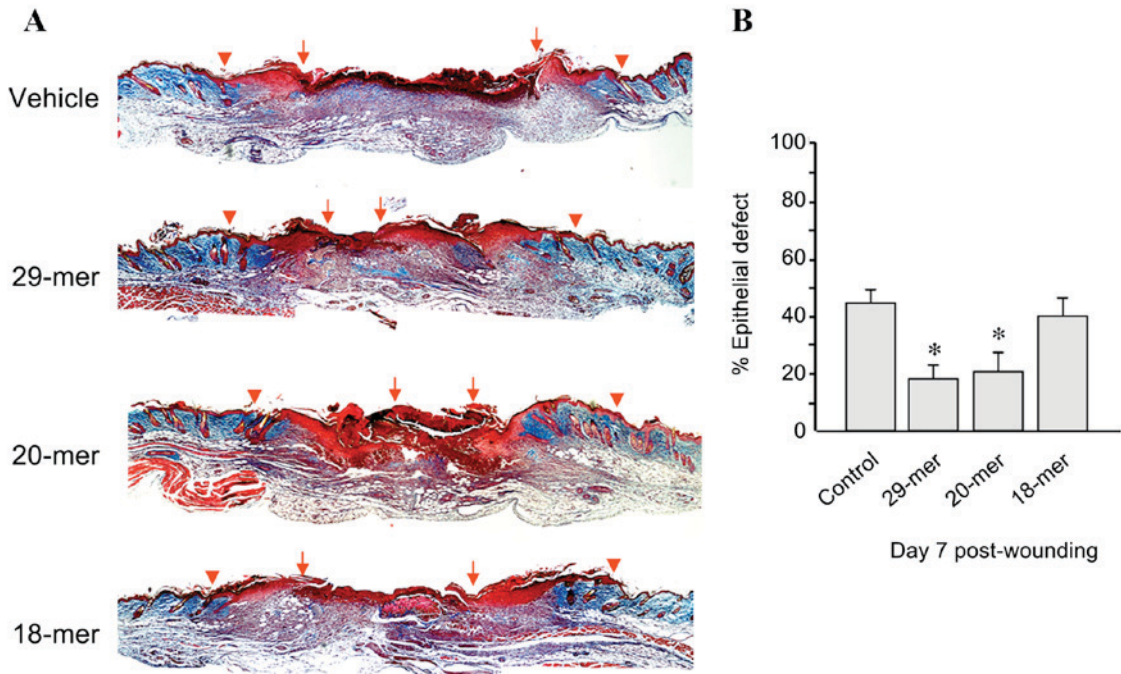 A
Vehicle
29-mer
20-mer
18-mer
B
% Epithelial defect
100
80
60
40
20
0
*
*
Control
29-mer
20-mer
18-mer
Day 7 post-wounding